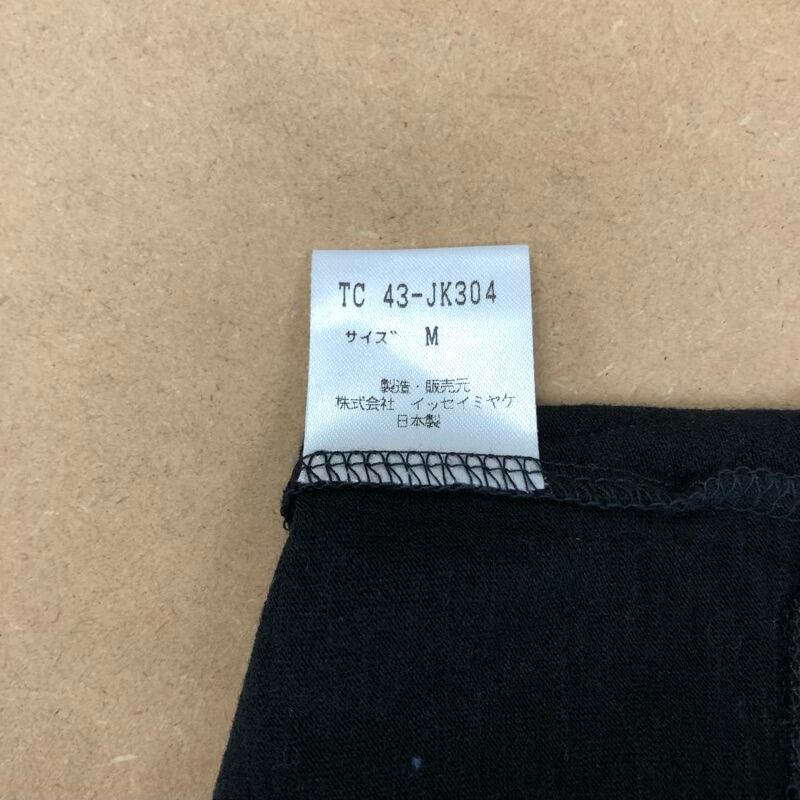 TC 43-JK304
サイズ M
製造・販売元
株式会社 イッセイミヤケ
日本製